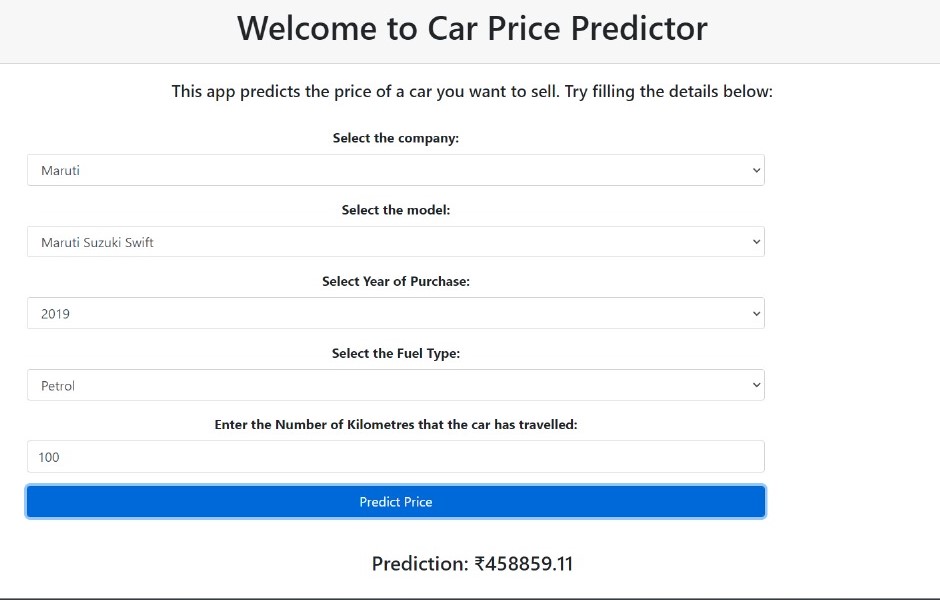 Welcome to Car Price Predictor
This app predicts the price of a car you want to sell. Try filling the details below:
Select the company:
Maruti
Select the model:
Maruti Suzuki Swift
Select Year of Purchase:
2019
Select the Fuel Type:
Petrol
Enter the Number of Kilometres that the car has travelled:
100
Predict Price
Prediction: ₹458859.11